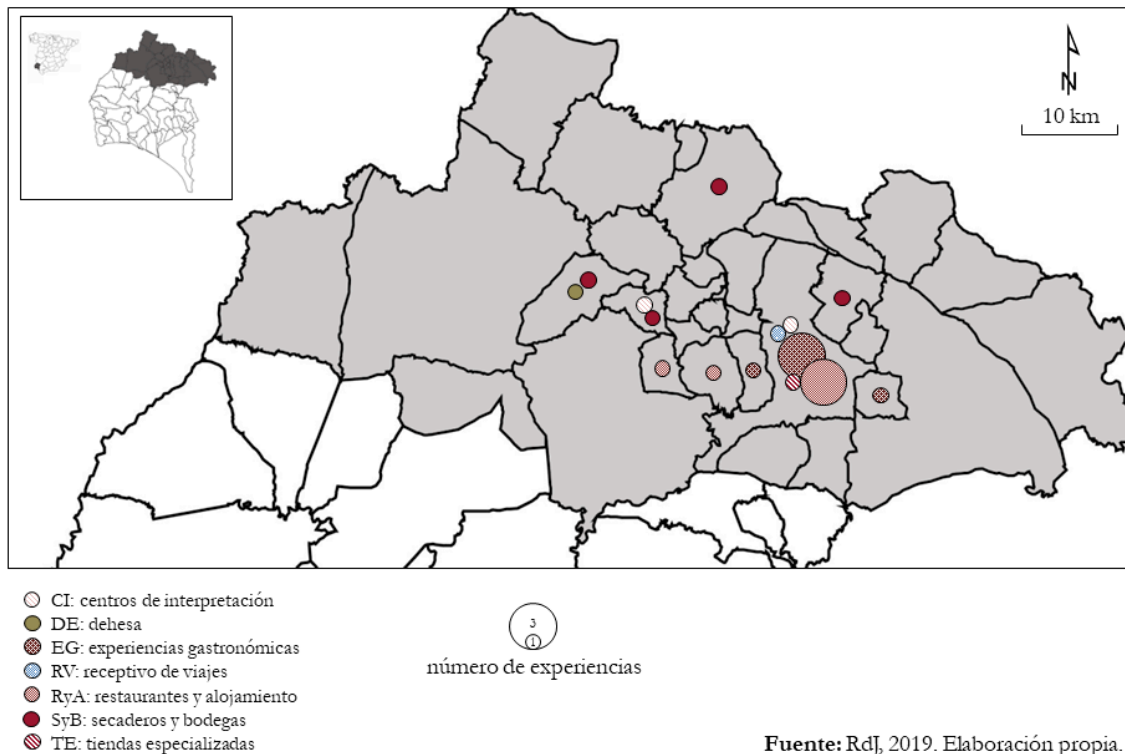 N
10 km
CI: centros de interpretación
DE: dehesa
EG: experiencias gastronómicas
RV: receptivo de viajes
RyA: restaurantes y alojamiento
SyB: secaderos y bodegas
TE: tiendas especializadas
3
1
número de experiencias
Fuente: RdJ, 2019. Elaboración propia.